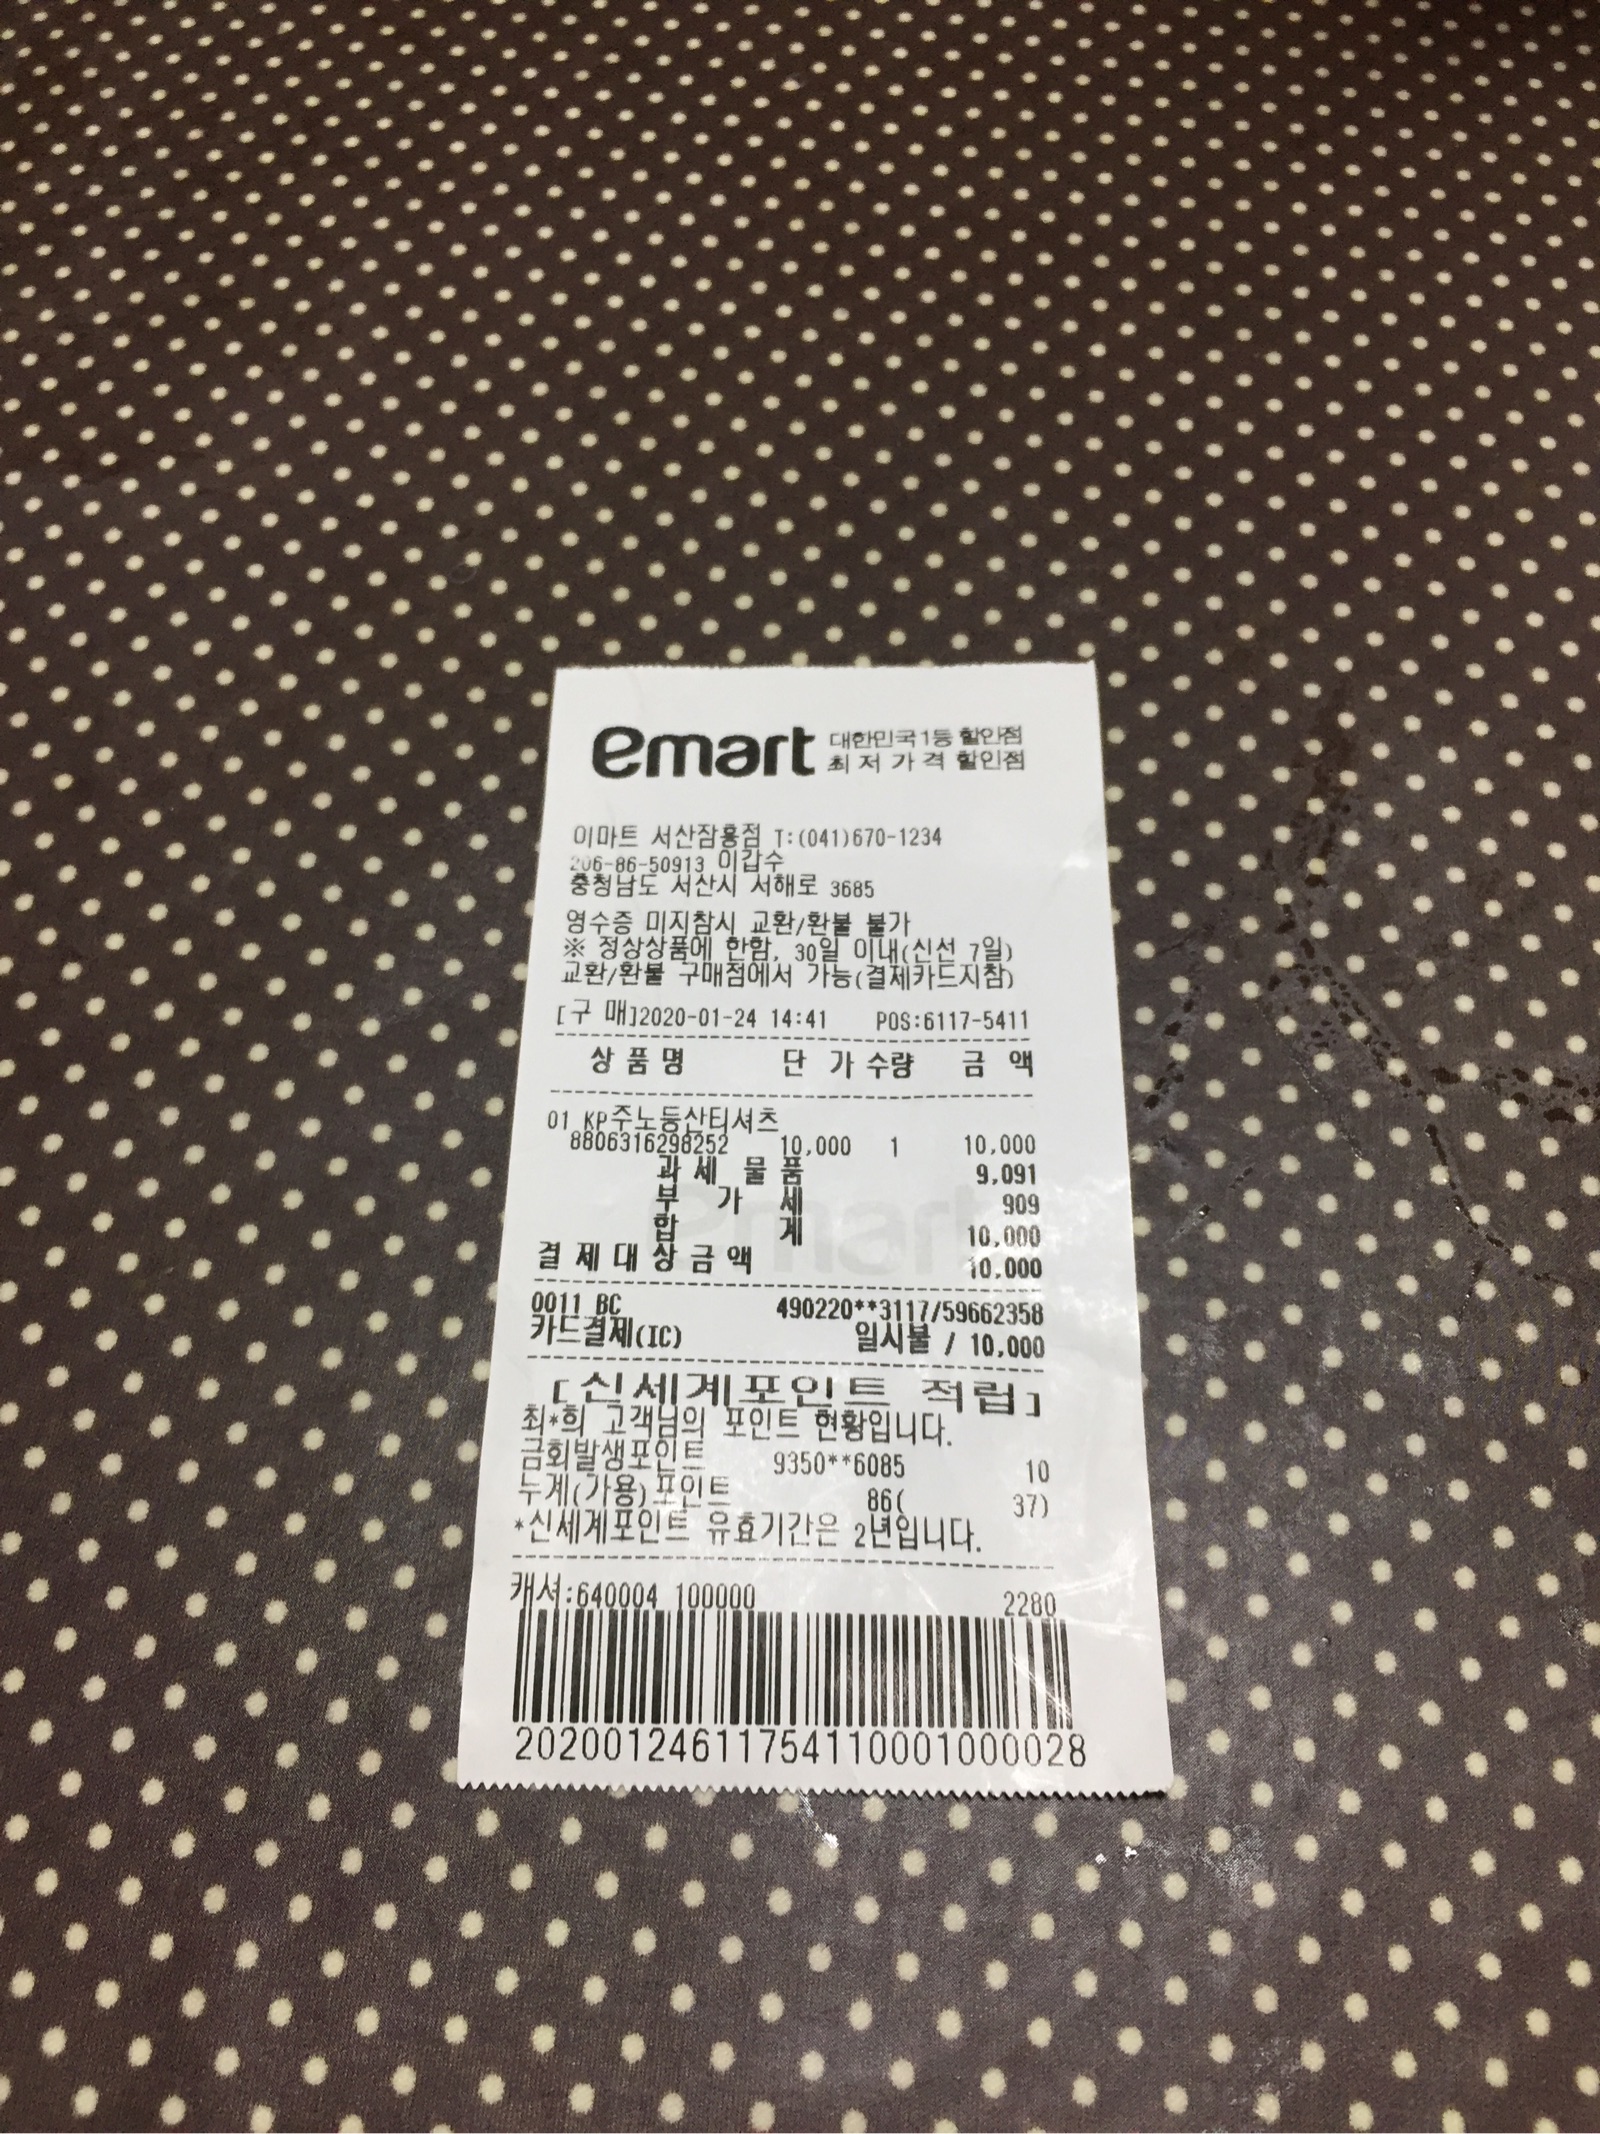 emart 대한민국1등 할인점
최 저 가 격 할인점
이마트 서산잠홍점 T:(041)670-1234
206-86-50913 이갑수
충청남도 서산시 서해로 3685
영수증 미지참시 교환/환불 불가
※ 정상상품에 한함, 30일 이내(신선 7일)
교환/환불 구매점에서 가능(결제카드지참)
[구 매]2020-01-24 14:41 POS:6117-5411
상 품 명 단 가 수량 금 액
01 KP주노등산티셔츠
8806316298252 10,000 1 10,000
과 세 물 품 9,091
부 가 세 909
합 계 10,000
결 제 대 상 금 액 10,000
0011 BC 490220**3117/59662358
카드결제(IC) 일시불 / 10,000
[신세계포인트 적립]
최*희 고객님의 포인트 현황입니다.
금회발생포인트 9350**6085 10
누계(가용)포인트 86( 37)
*신세계포인트 유효기간은 2년입니다.
캐셔:640004 100000 2280
20200124611754110001000028